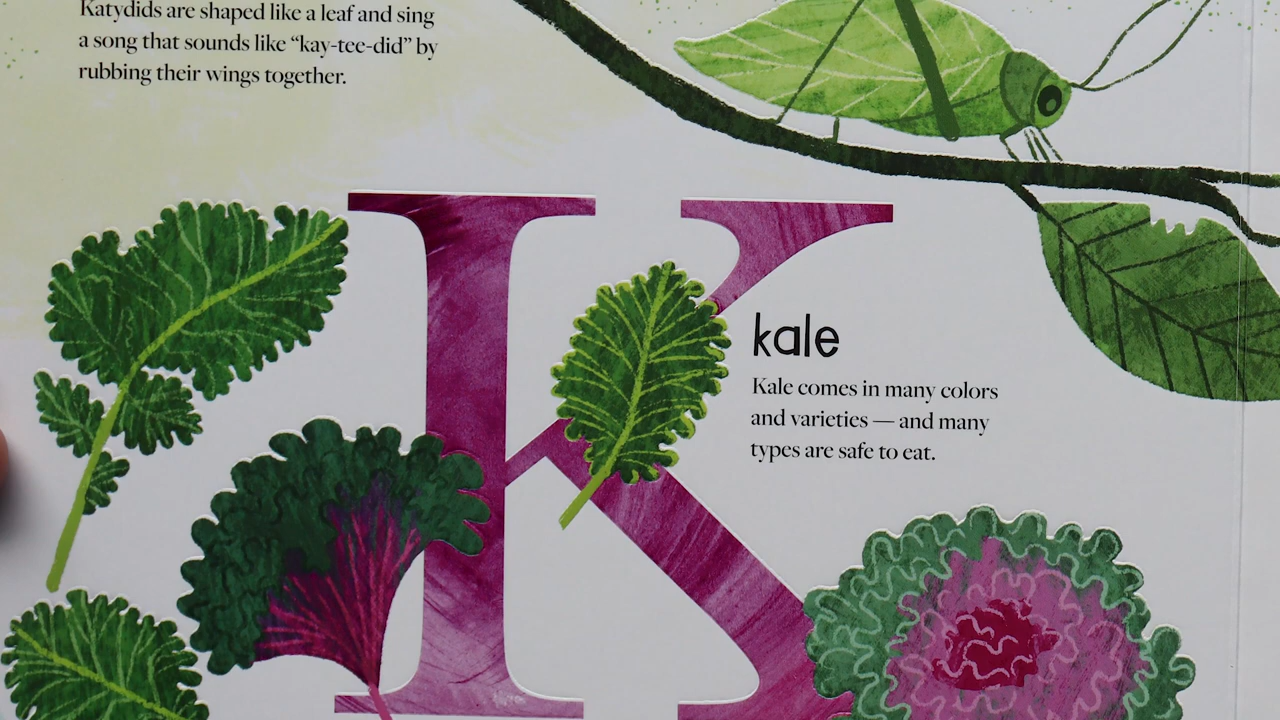 Katydids are shaped like a leaf and sing
a song that sounds like “kay-tee-did” by
rubbing their wings together.
K
kale
Kale comes in many colors
and varieties — and many
types are safe to eat.